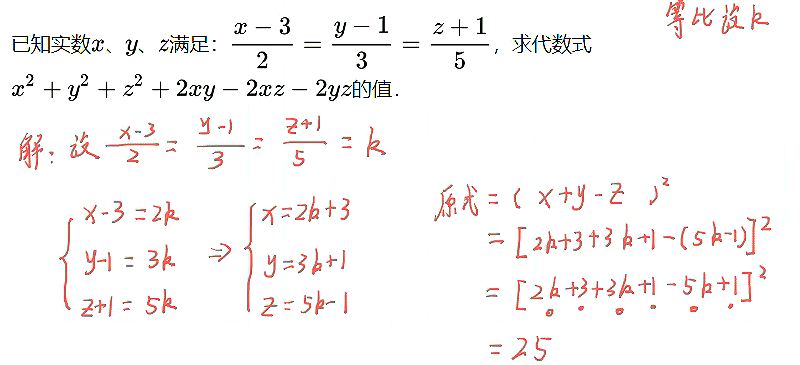 等比设k
已知实数x、y、z满足：$\frac{x-3}{2}=\frac{y-1}{3}=\frac{z+1}{5}$，求代数式
$x^2+y^2+z^2+2xy-2xz-2yz$的值.
解：设 $\frac{x-3}{2}=\frac{y-1}{3}=\frac{z+1}{5}=k$
$\begin{cases}x-3=2k\\y-1=3k\\z+1=5k\end{cases}\Rightarrow\begin{cases}x=2k+3\\y=3k+1\\z=5k-1\end{cases}$
原式 $=(x+y-z)^2$
$=[2k+3+3k+1-(5k-1)]^2$
$=[2k+3+3k+1-5k+1]^2$
$=25$